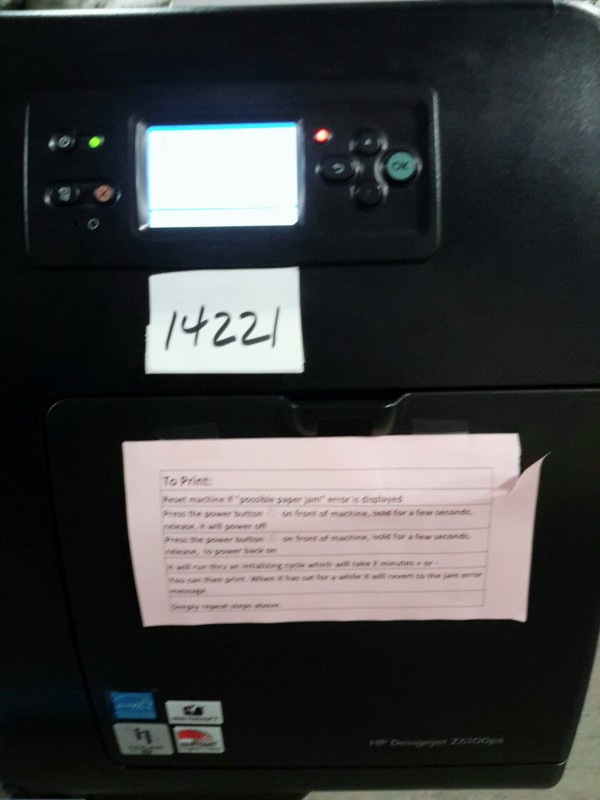 OK
14221
To Print:
Reset machine if "possible paper jam" error is displayed
Press the power button on front of machine, hold for a few seconds,
release, it will power off
Press the power button on front of machine, hold for a few seconds,
release, to power back on
It will run thru an intializing cycle which will take 7 minutes + or -
You can then print. When it has sat for a while it will revert to the jam error
message
Simply repeat steps above
HP Designjet Z6100ps